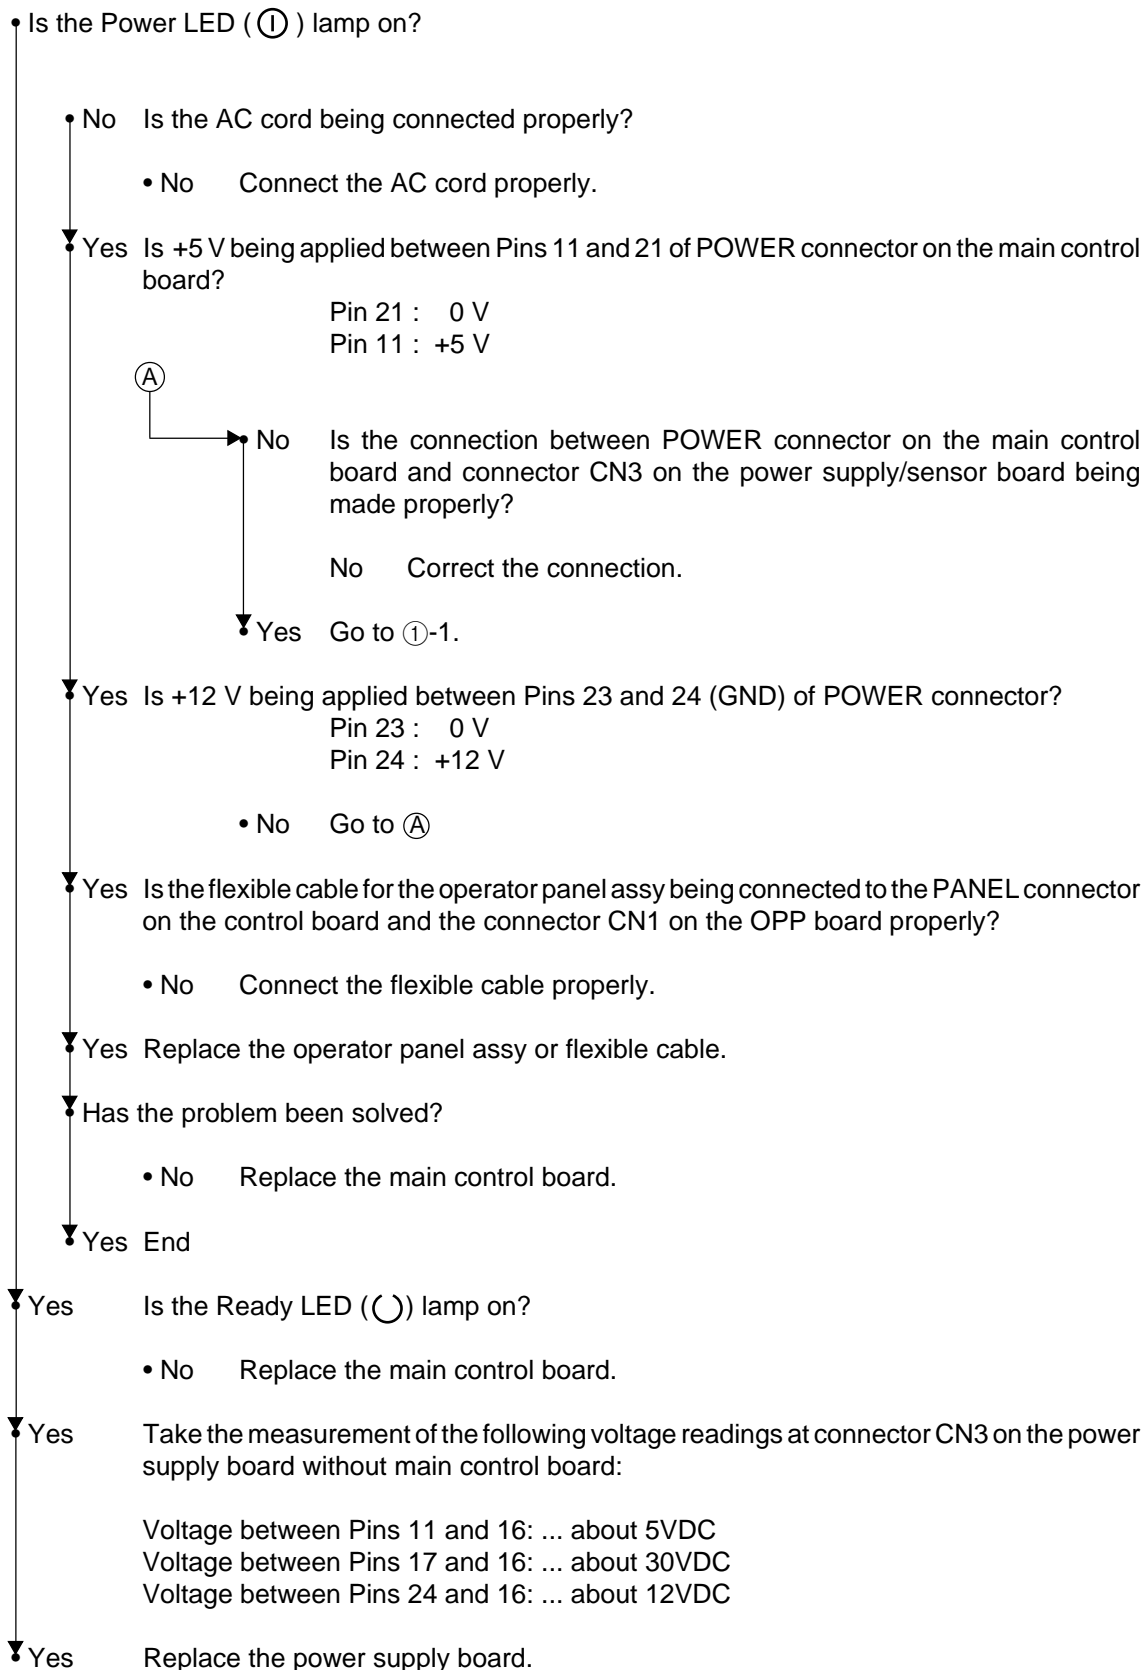 • Is the Power LED ( Ⓘ ) lamp on?
• No Is the AC cord being connected properly?
• No Connect the AC cord properly.
• Yes Is +5 V being applied between Pins 11 and 21 of POWER connector on the main control
board?
Pin 21 : 0 V
Pin 11 : +5 V
Ⓐ
• No Is the connection between POWER connector on the main control
board and connector CN3 on the power supply/sensor board being
made properly?
No Correct the connection.
• Yes Go to ①-1.
• Yes Is +12 V being applied between Pins 23 and 24 (GND) of POWER connector?
Pin 23 : 0 V
Pin 24 : +12 V
• No Go to Ⓐ
• Yes Is the flexible cable for the operator panel assy being connected to the PANEL connector
on the control board and the connector CN1 on the OPP board properly?
• No Connect the flexible cable properly.
• Yes Replace the operator panel assy or flexible cable.
• Has the problem been solved?
• No Replace the main control board.
• Yes End
• Yes Is the Ready LED ( ) lamp on?
• No Replace the main control board.
• Yes Take the measurement of the following voltage readings at connector CN3 on the power
supply board without main control board:
Voltage between Pins 11 and 16: ... about 5VDC
Voltage between Pins 17 and 16: ... about 30VDC
Voltage between Pins 24 and 16: ... about 12VDC
• Yes Replace the power supply board.